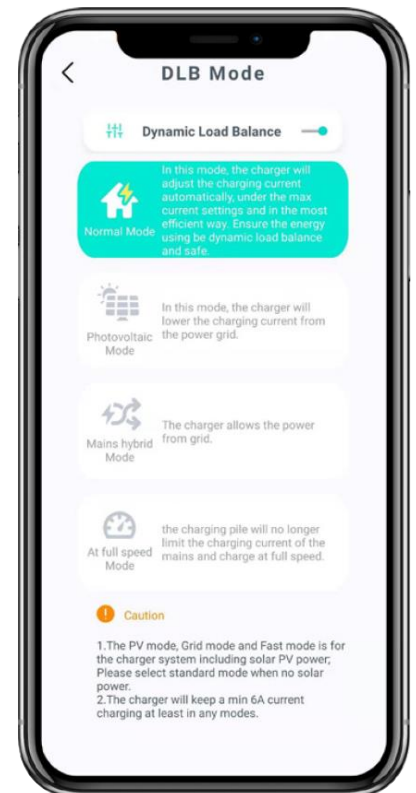 DLB Mode
Dynamic Load Balance
In this mode, the charger will
adjust the charging current
automatically, under the max
current settings and in the most
efficient way. Ensure the energy
using be dynamic load balance
and safe.
Normal Mode
In this mode, the charger will
lower the charging current from
the power grid.
Photovoltaic
Mode
The charger allows the power
from grid.
Mains hybrid
Mode
the charging pile will no longer
limit the charging current of the
mains and charge at full speed.
At full speed
Mode
Caution
1.The PV mode, Grid mode and Fast mode is for
the charger system including solar PV power;
Please select standard mode when no solar
power.
2.The charger will keep a min 6A current
charging at least in any modes.